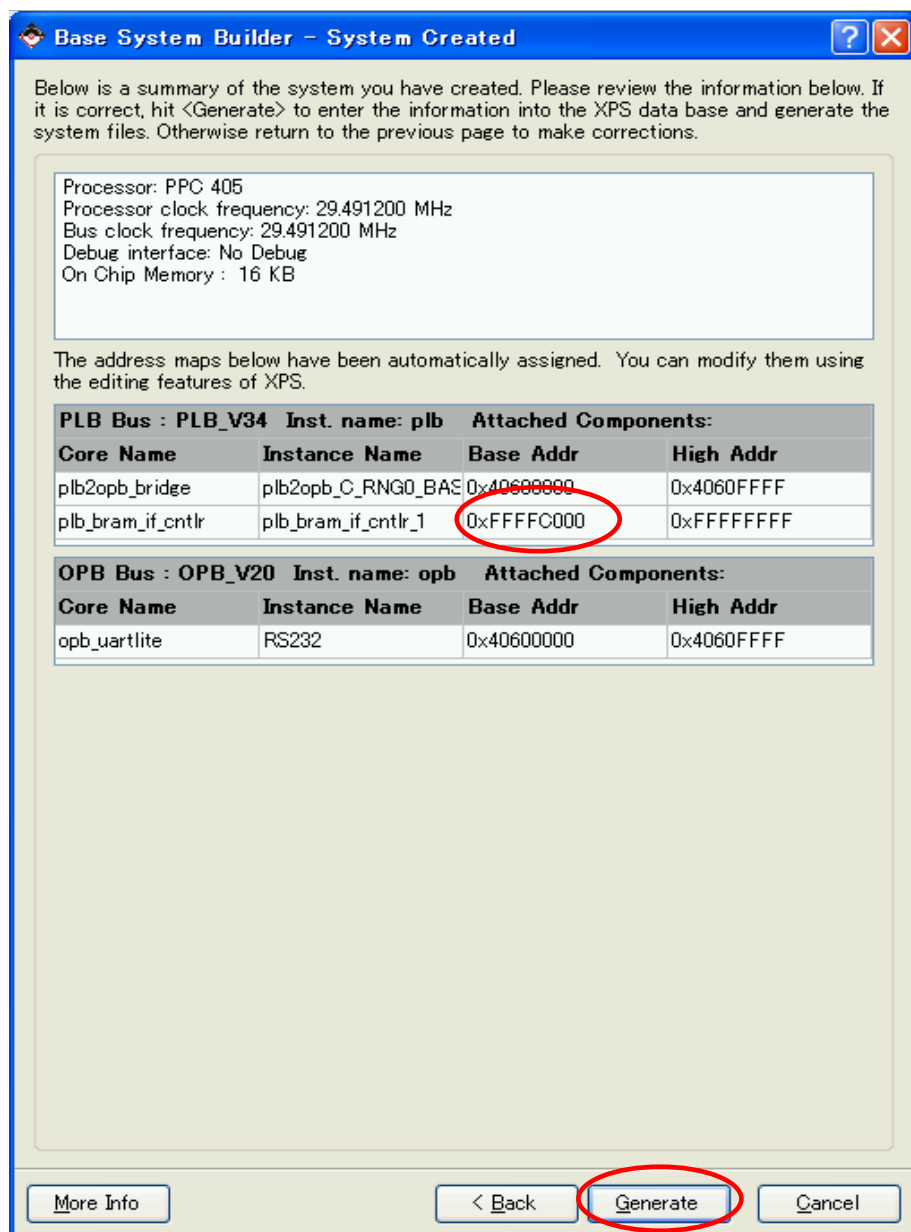 Base System Builder - System Created
Below is a summary of the system you have created. Please review the information below. If
it is correct, hit <Generate> to enter the information into the XPS data base and generate the
system files. Otherwise return to the previous page to make corrections.
Processor: PPC 405
Processor clock frequency: 29.491200 MHz
Bus clock frequency: 29.491200 MHz
Debug interface: No Debug
On Chip Memory : 16 KB
The address maps below have been automatically assigned. You can modify them using
the editing features of XPS.
PLB Bus : PLB_V34 Inst. name: plb Attached Components:
Core Name Instance Name Base Addr High Addr
plb2opb_bridge plb2opb_C_RNG0_BAS 0x40600000 0x4060FFFF
plb_bram_if_cntlr plb_bram_if_cntlr_1 0xFFFFC000 0xFFFFFFFF
OPB Bus : OPB_V20 Inst. name: opb Attached Components:
Core Name Instance Name Base Addr High Addr
opb_uartlite RS232 0x40600000 0x4060FFFF
More Info < Back Generate Cancel